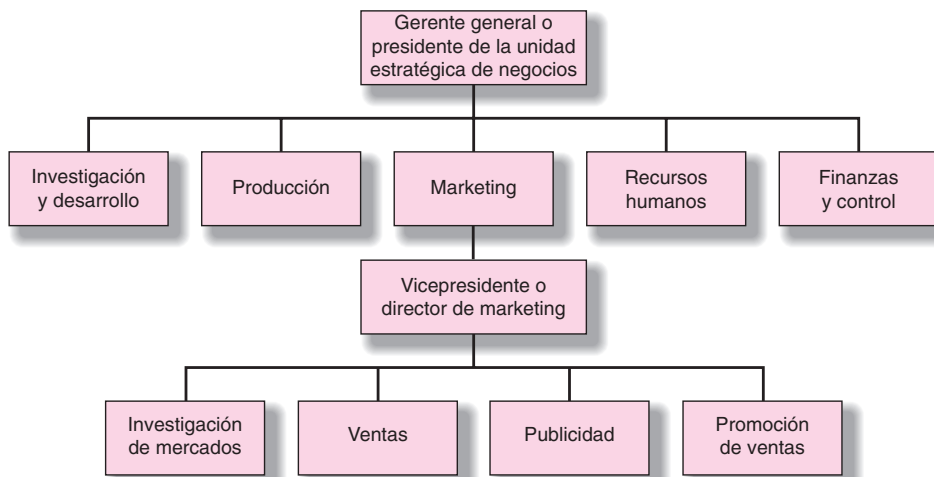 Gerente general o
presidente de la unidad
estratégica de negocios
Investigación
y desarrollo
Producción
Marketing
Recursos
humanos
Finanzas
y control
Vicepresidente o
director de marketing
Investigación
de mercados
Ventas
Publicidad
Promoción
de ventas